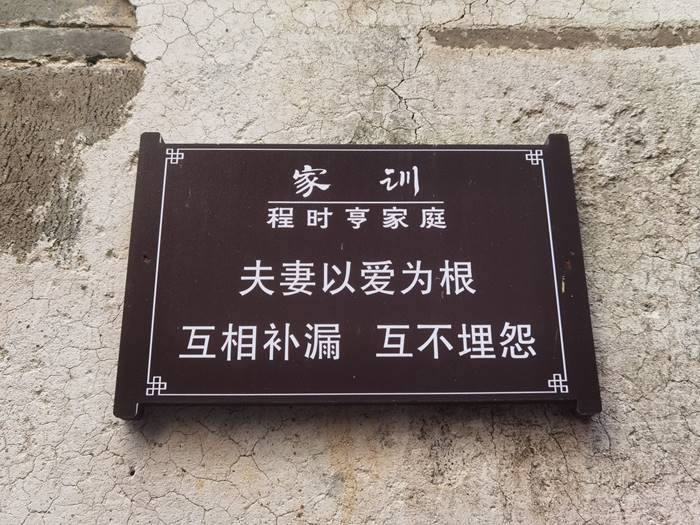 家 训
程时亨家庭
夫妻以爱为根
互相补漏 互不埋怨